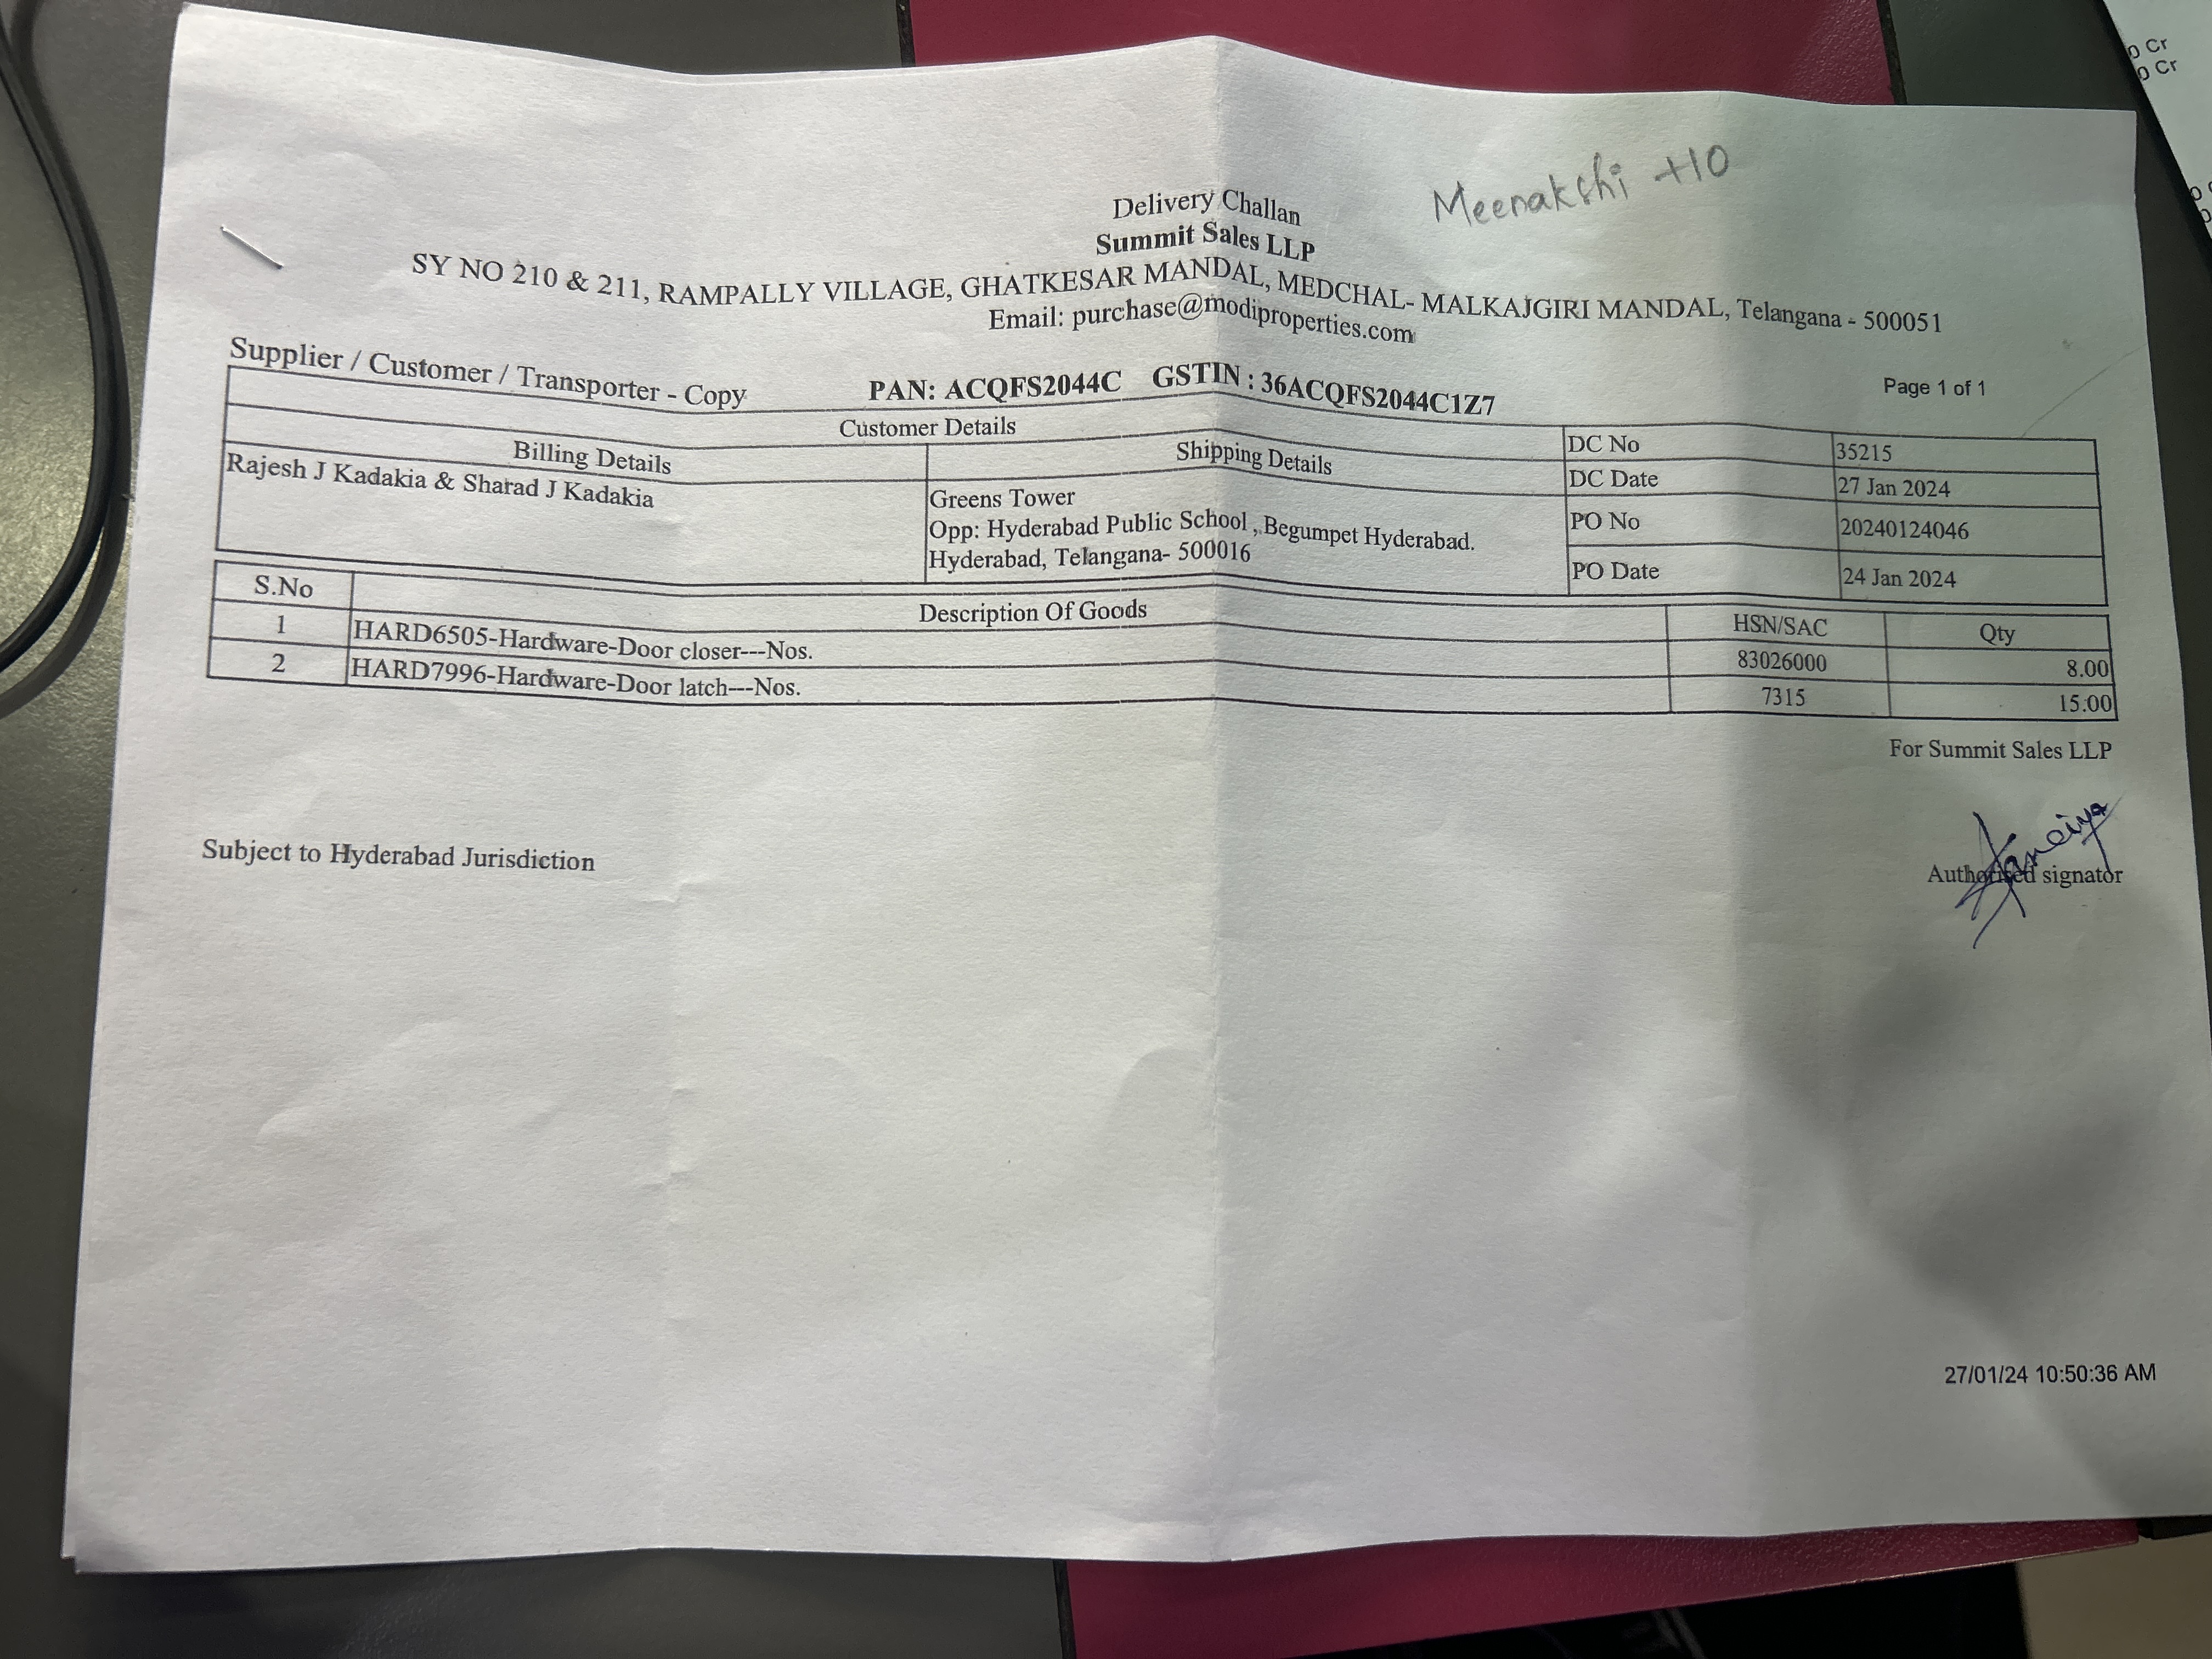 Meenakshi HO
Delivery Challan
Summit Sales LLP
SY NO 210 & 211, RAMPALLY VILLAGE, GHATKESAR MANDAL, MEDCHAL- MALKAJGIRI MANDAL, Telangana - 500051
Email: purchase@modiproperties.com
Supplier / Customer / Transporter - Copy PAN: ACQFS2044C GSTIN : 36ACQFS2044C1Z7 Page 1 of 1
Customer Details
Billing Details Shipping Details
DC No 35215
DC Date 27 Jan 2024
PO No 20240124046
PO Date 24 Jan 2024
Rajesh J Kadakia & Sharad J Kadakia
Greens Tower
Opp: Hyderabad Public School , Begumpet Hyderabad.
Hyderabad, Telangana- 500016
S.No Description Of Goods HSN/SAC Qty
1 HARD6505-Hardware-Door closer---Nos. 83026000 8.00
2 HARD7996-Hardware-Door latch---Nos. 7315 15.00
For Summit Sales LLP
Subject to Hyderabad Jurisdiction
Authorised signator
27/01/24 10:50:36 AM
Cr
Cr